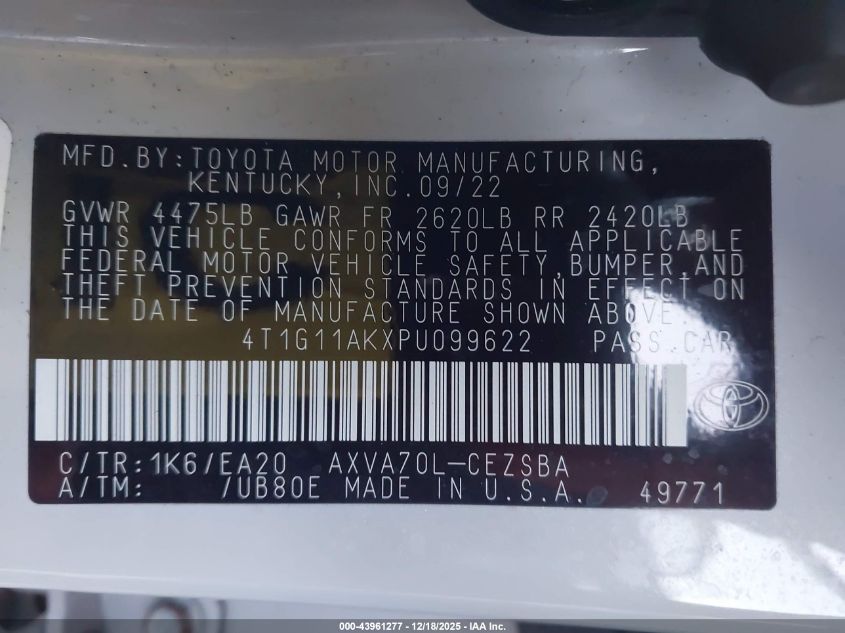 MFD.BY:TOYOTA MOTOR MANUFACTURING,
KENTUCKY,INC.09/22
GVWR 4475LB GAWR FR 2620LB RR 2420LB
THIS VEHICLE CONFORMS TO ALL APPLICABLE
FEDERAL MOTOR VEHICLE SAFETY,BUMPER,AND
THEFT PREVENTION STANDARDS IN EFFECT ON
THE DATE OF MANUFACTURE SHOWN ABOVE.
4T1G11AKXPU099622 PASS.CAR
C/TR:1K6/EA20 AXVA70L-CEZSBA
A/TM: /UB80E MADE IN U.S.A. 49771
000-43961277 - 12/18/2025 - IAA Inc.